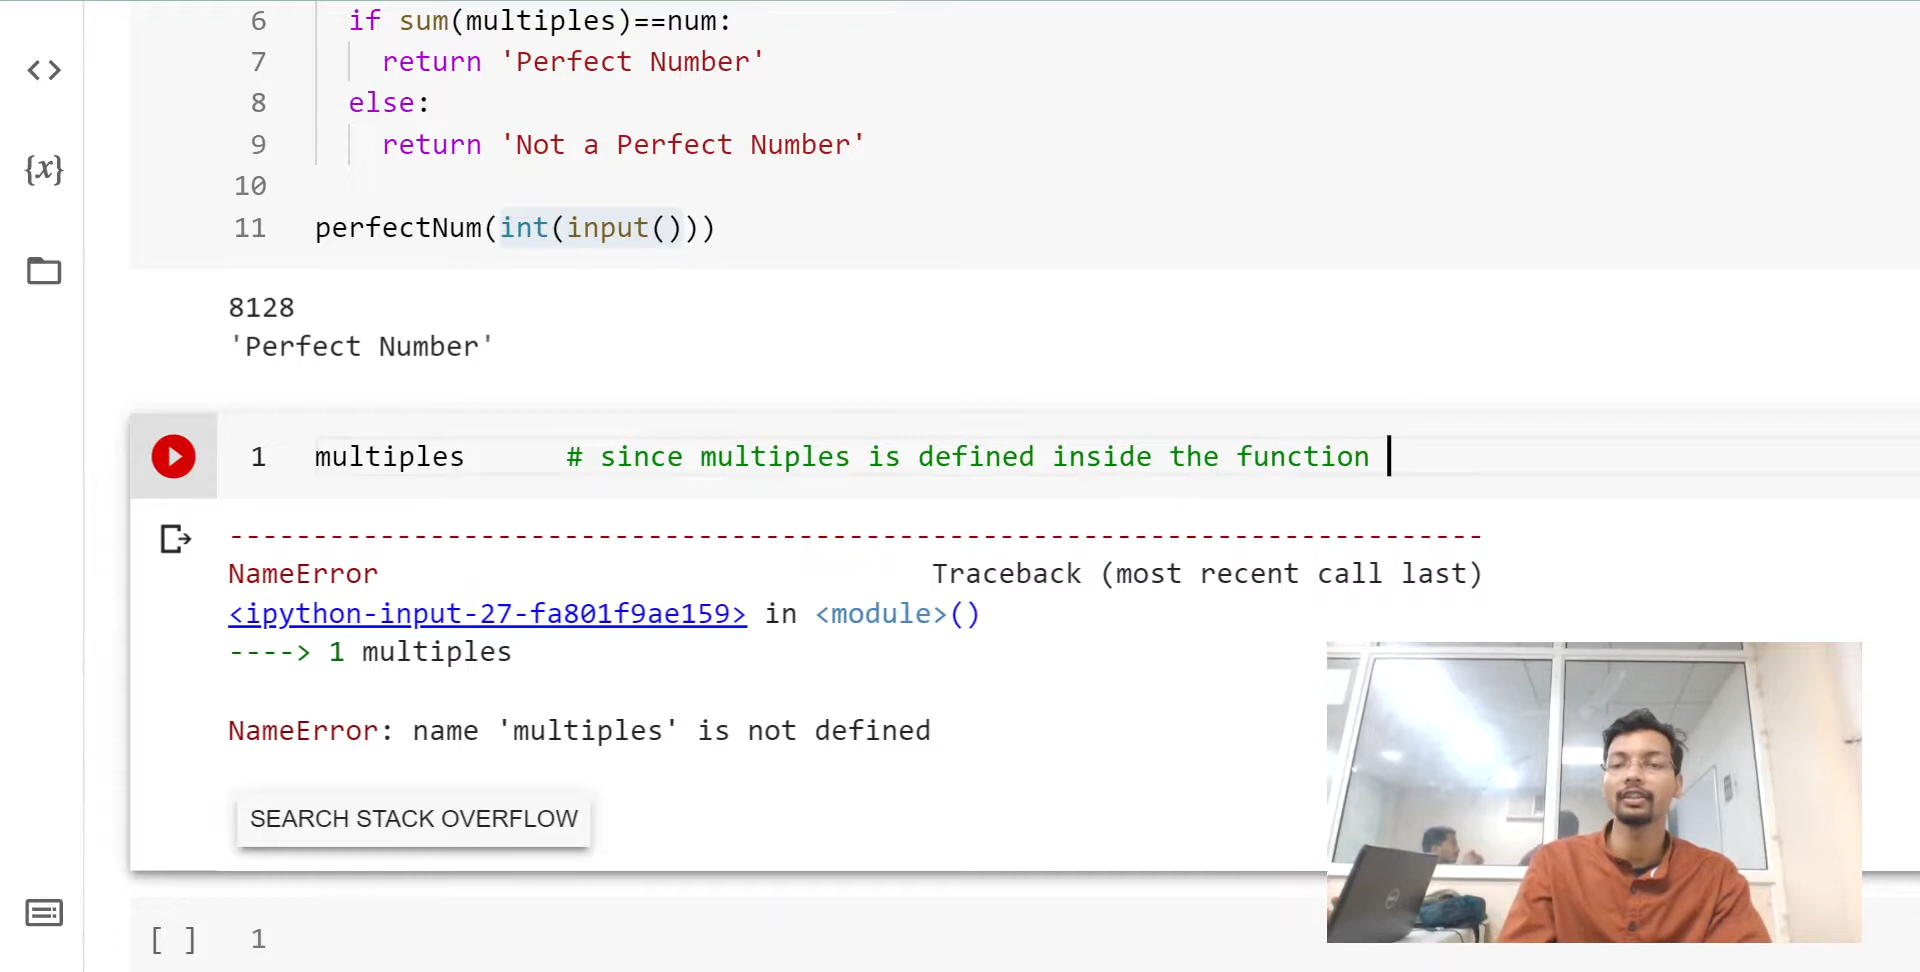 6 if sum(multiples)==num:
7 return 'Perfect Number'
8 else:
9 return 'Not a Perfect Number'
10
11 perfectNum(int(input()))
{x}
8128
'Perfect Number'
1 multiples # since multiples is defined inside the function
---------------------------------------------------------------------------
NameError Traceback (most recent call last)
<ipython-input-27-fa801f9ae159> in <module>()
----> 1 multiples
NameError: name 'multiples' is not defined
SEARCH STACK OVERFLOW
[ ] 1